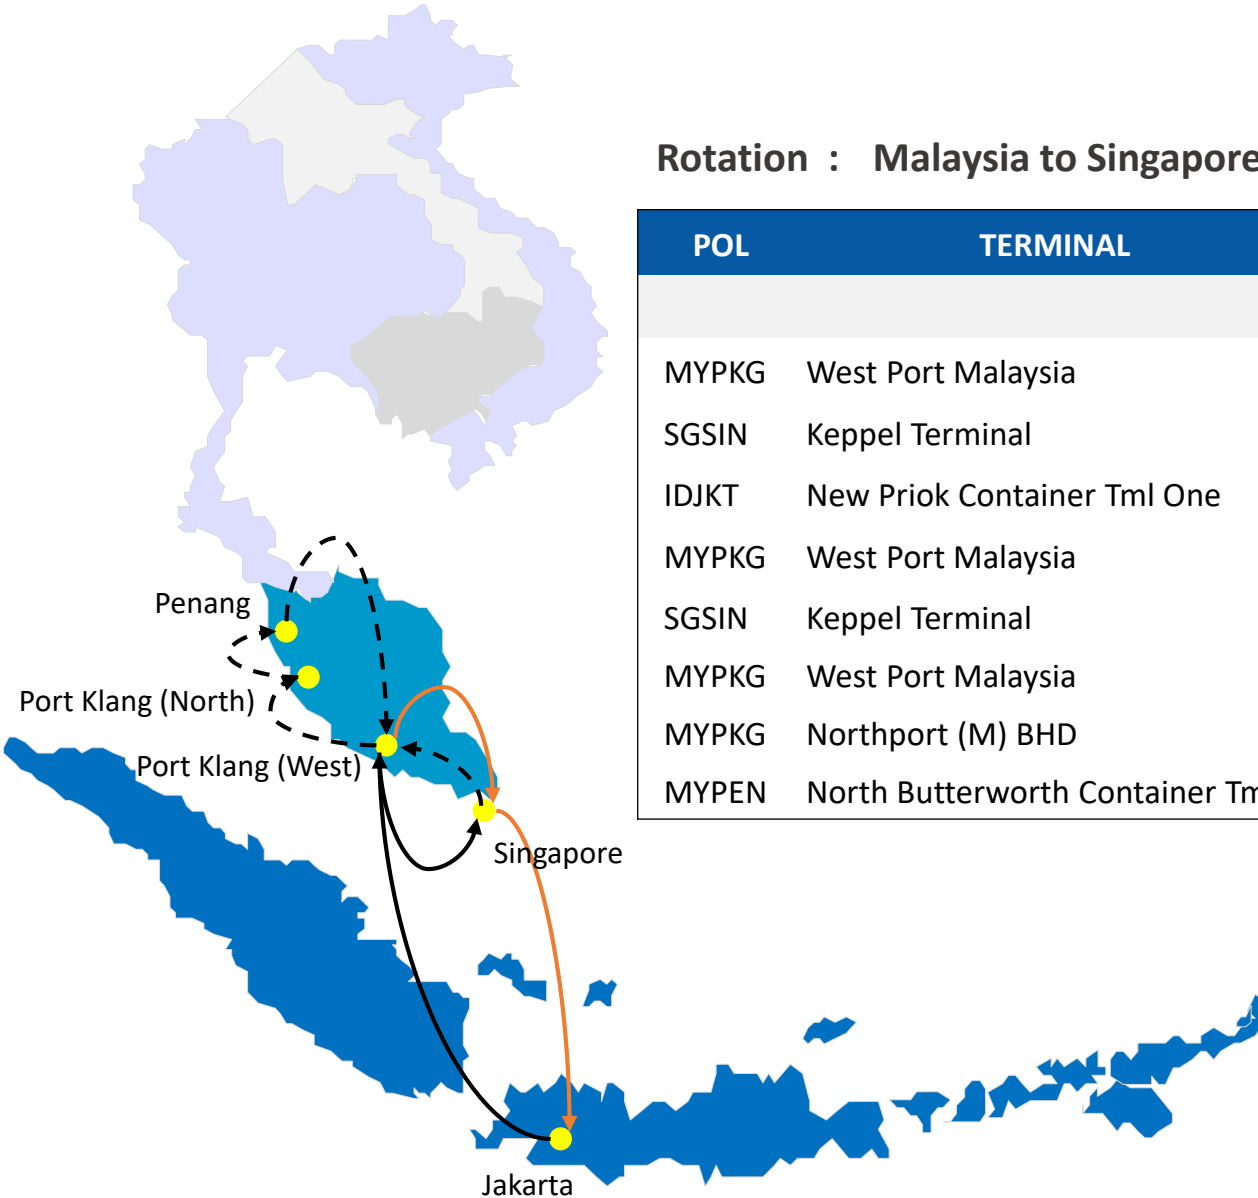 Rotation : Malaysia to Singapore
POL TERMINAL
MYPKG West Port Malaysia
SGSIN Keppel Terminal
IDJKT New Priok Container Tml One
MYPKG West Port Malaysia
SGSIN Keppel Terminal
MYPKG West Port Malaysia
MYPKG Northport (M) BHD
MYPEN North Butterworth Container
Penang
Port Klang (North)
Port Klang (West)
Singapore
Jakarta